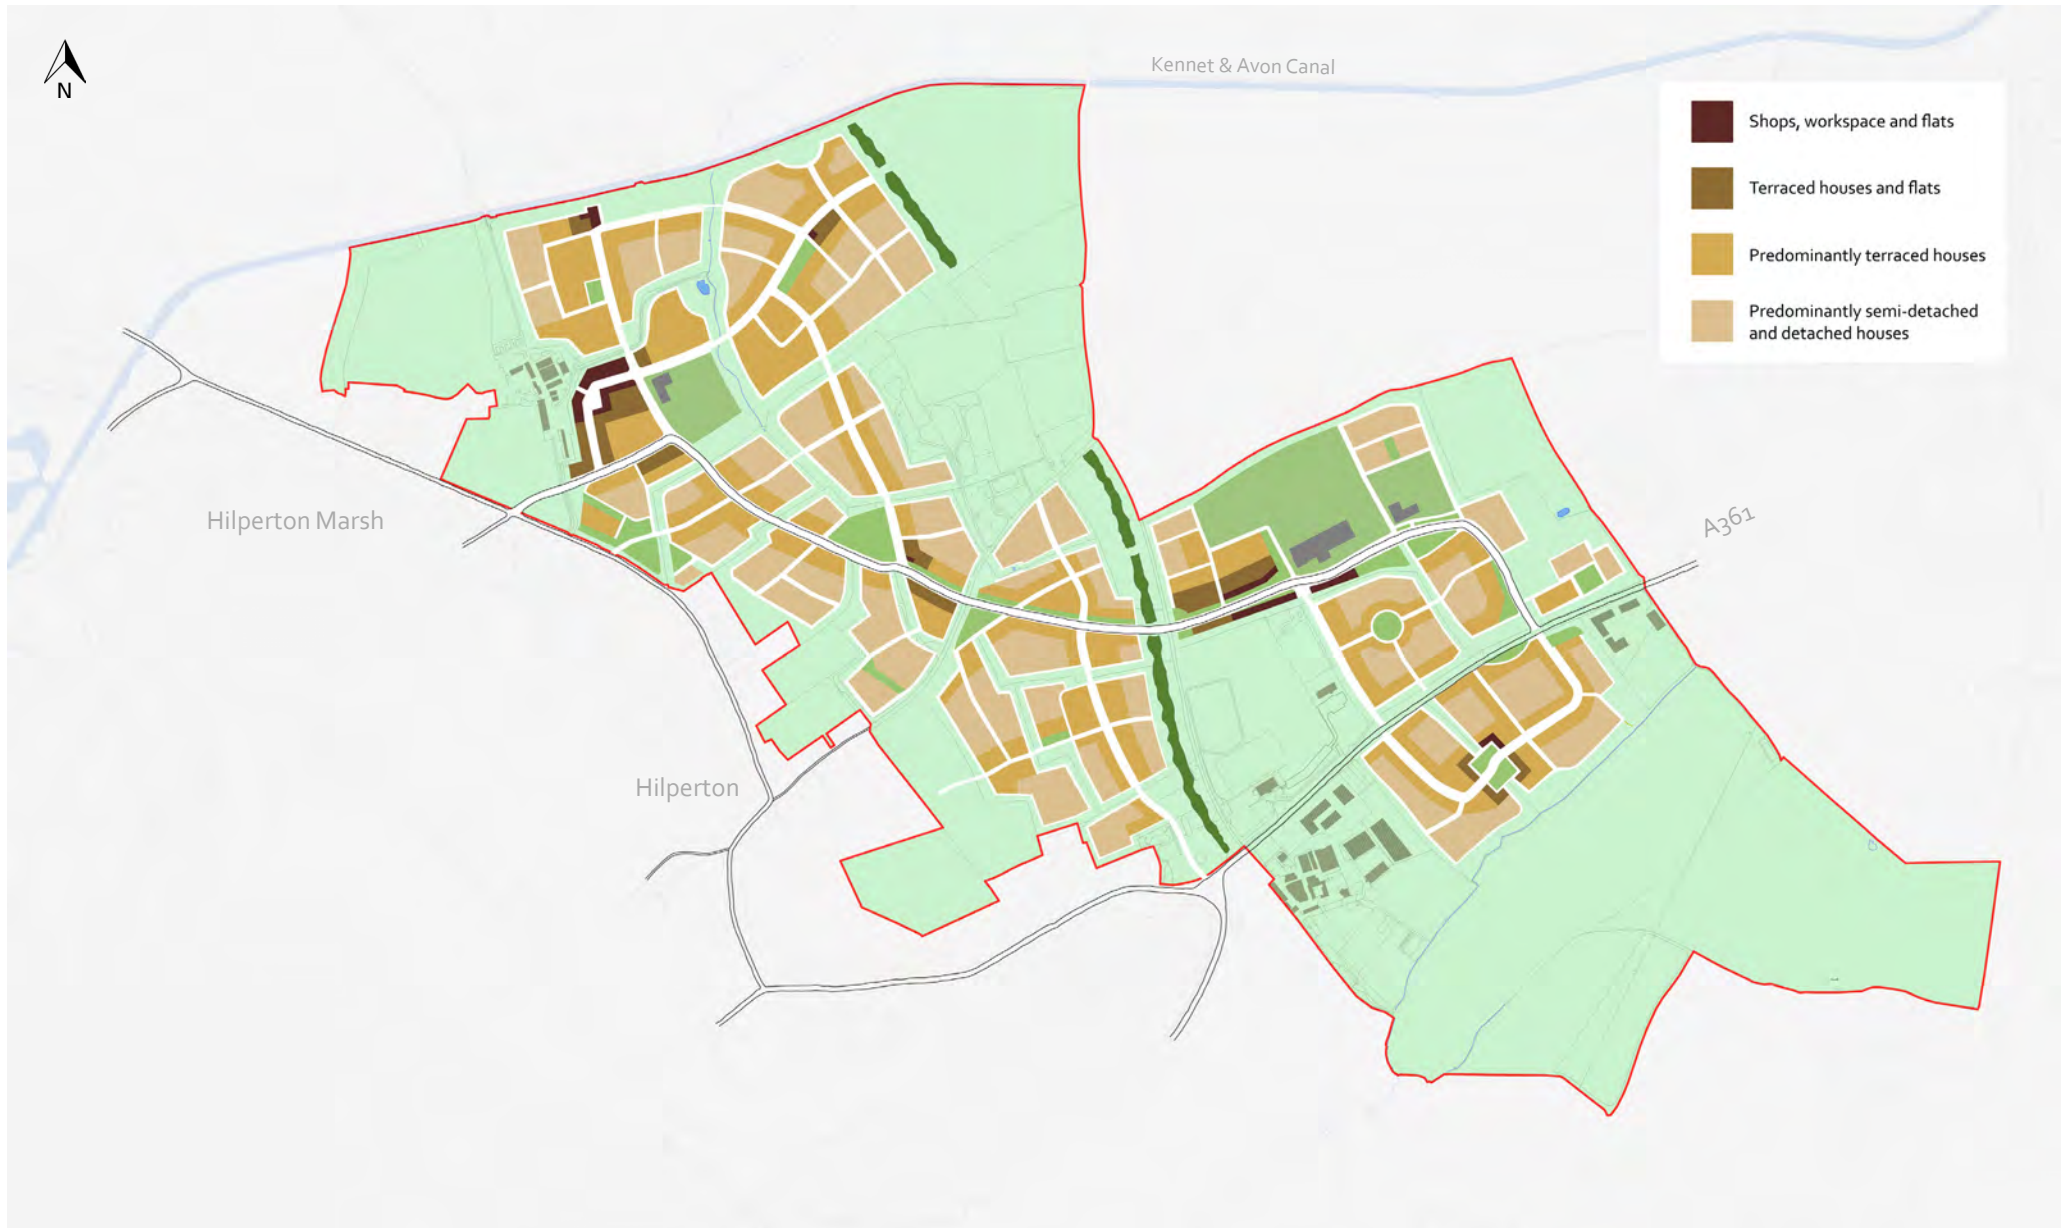 N
Kennet & Avon Canal
Shops, workspace and flats
Terraced houses and flats
Predominantly terraced houses
Predominantly semi-detached
and detached houses
Hilperton Marsh
A361
Hilperton